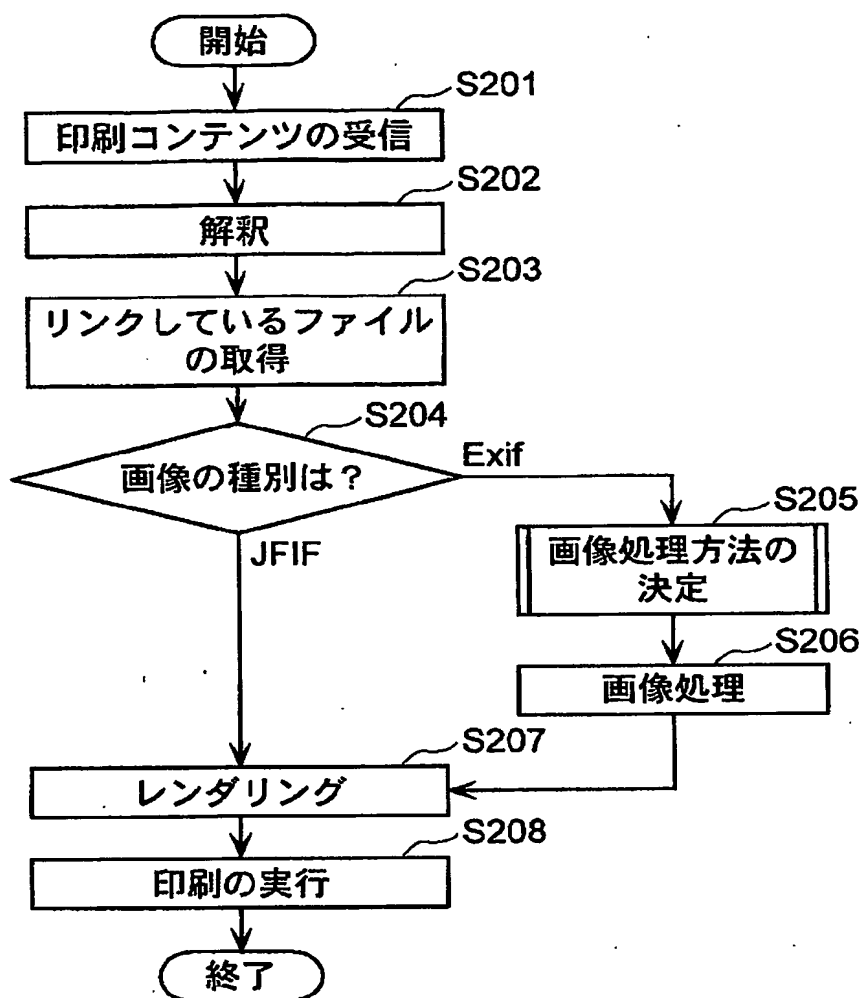 開始
S201
印刷コンテンツの受信
S202
解釈
S203
リンクしているファイル
の取得
S204
画像の種別は？
Exif
JFIF
S205
画像処理方法の
決定
S206
画像処理
S207
レンダリング
S208
印刷の実行
終了